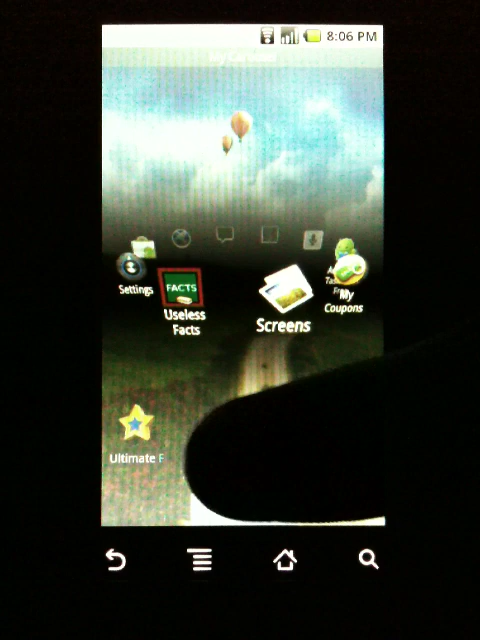 8:06 PM
FACTS
Settings
Useless
Facts
Screens
My
Coupons
Ultimate F